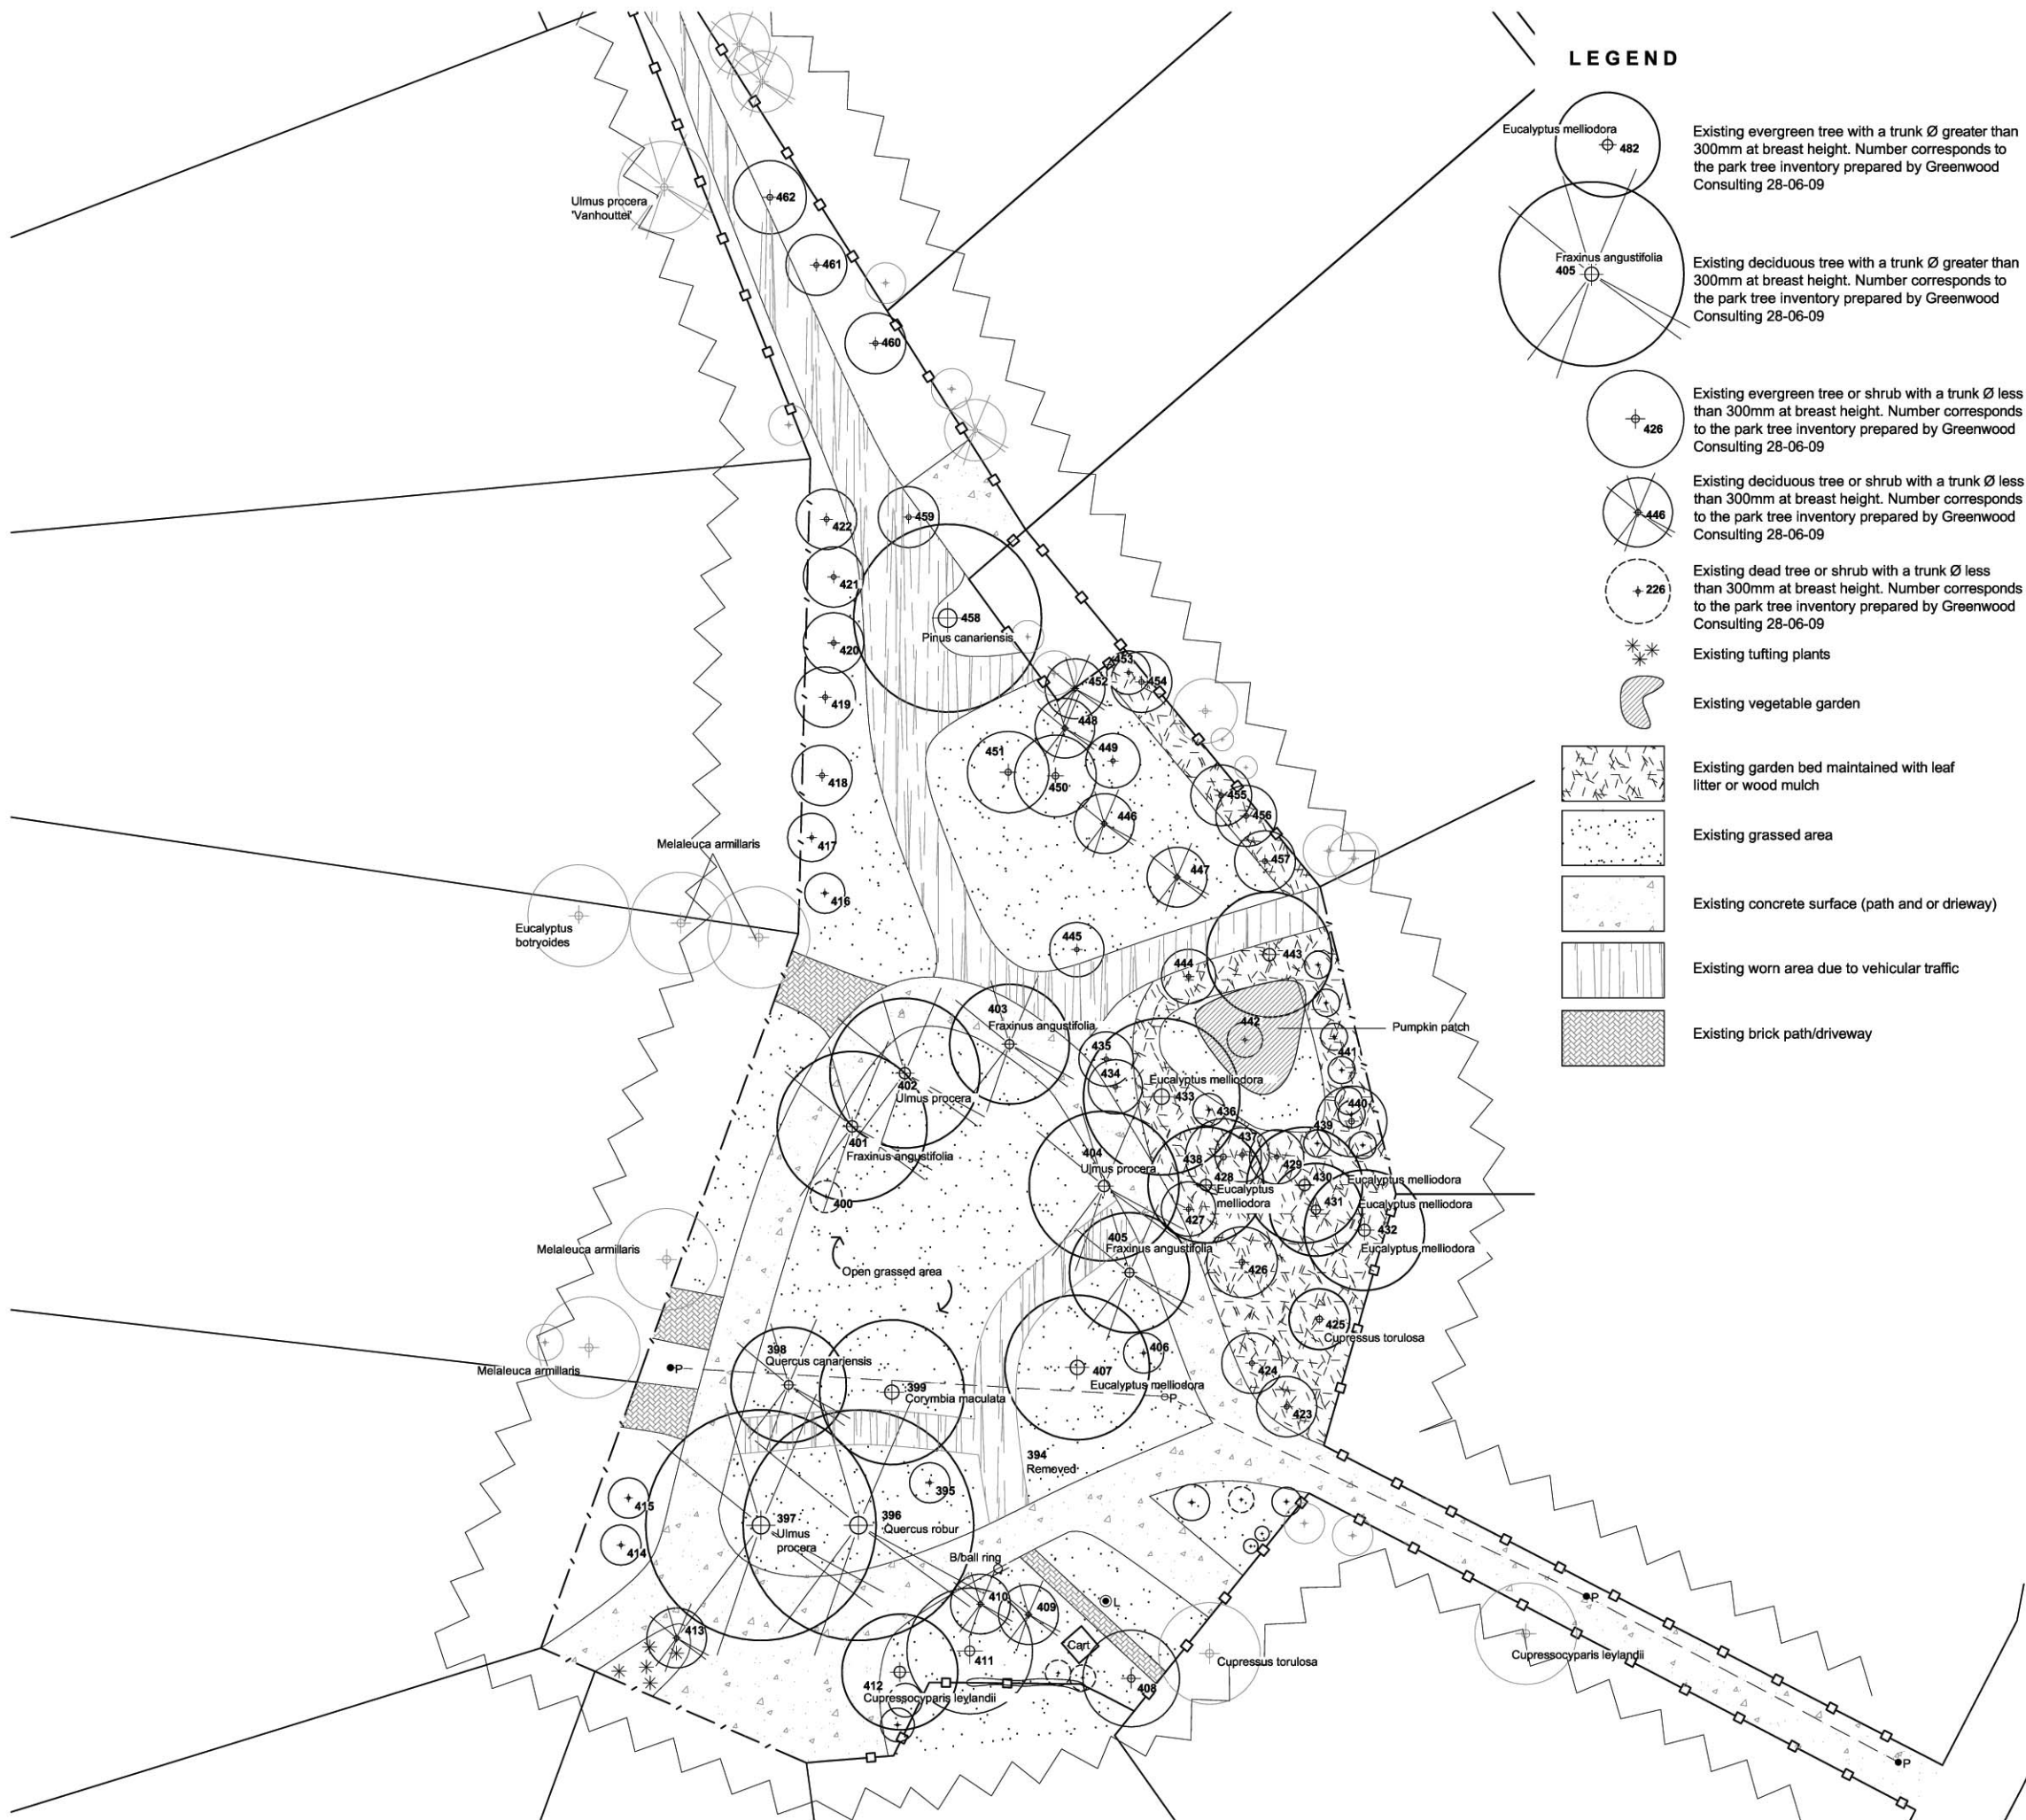 LEGEND
Eucalyptus melliodora
482
Existing evergreen tree with a trunk Ø greater than
300mm at breast height. Number corresponds to
the park tree inventory prepared by Greenwood
Consulting 28-06-09
Fraxinus angustifolia
405
Existing deciduous tree with a trunk Ø greater than
300mm at breast height. Number corresponds to
the park tree inventory prepared by Greenwood
Consulting 28-06-09
426
Existing evergreen tree or shrub with a trunk Ø less
than 300mm at breast height. Number corresponds
to the park tree inventory prepared by Greenwood
Consulting 28-06-09
446
Existing deciduous tree or shrub with a trunk Ø less
than 300mm at breast height. Number corresponds
to the park tree inventory prepared by Greenwood
Consulting 28-06-09
226
Existing dead tree or shrub with a trunk Ø less
than 300mm at breast height. Number corresponds
to the park tree inventory prepared by Greenwood
Consulting 28-06-09
Existing tufting plants
Existing vegetable garden
Existing garden bed maintained with leaf
litter or wood mulch
Existing grassed area
Existing concrete surface (path and or drieway)
Existing worn area due to vehicular traffic
Existing brick path/driveway
Ulmus procera
'Vanhouttei'
462
461
460
422
459
421
458
Pinus canariensis
420
453
452
454
419
448
451
449
418
450
455
446
456
417
Melaleuca armillaris
457
447
416
Eucalyptus
botryoides
445
443
444
403
Fraxinus angustifolia
442
Pumpkin patch
435
441
434
402
Ulmus procera
Eucalyptus melliodora
433
440
436
401
Fraxinus angustifolia
439
437
404
Ulmus procera
438
429
428
Eucalyptus
melliodora
430
Eucalyptus melliodora
400
431
Eucalyptus melliodora
427
432
Eucalyptus melliodora
405
Fraxinus angustifolia
Melaleuca armillaris
Open grassed area
426
425
Cupressus torulosa
398
Quercus canariensis
406
Melaleuca armillaris
P
407
Eucalyptus melliodora
424
399
Corymbia maculata
P
423
394
Removed
395
415
397
Ulmus
procera
396
Quercus robur
414
B/ball ring
410
409
L
P
413
Cart
411
Cupressus torulosa
Cupressocyparis leylandii
412
Cupressocyparis leylandii
408
P